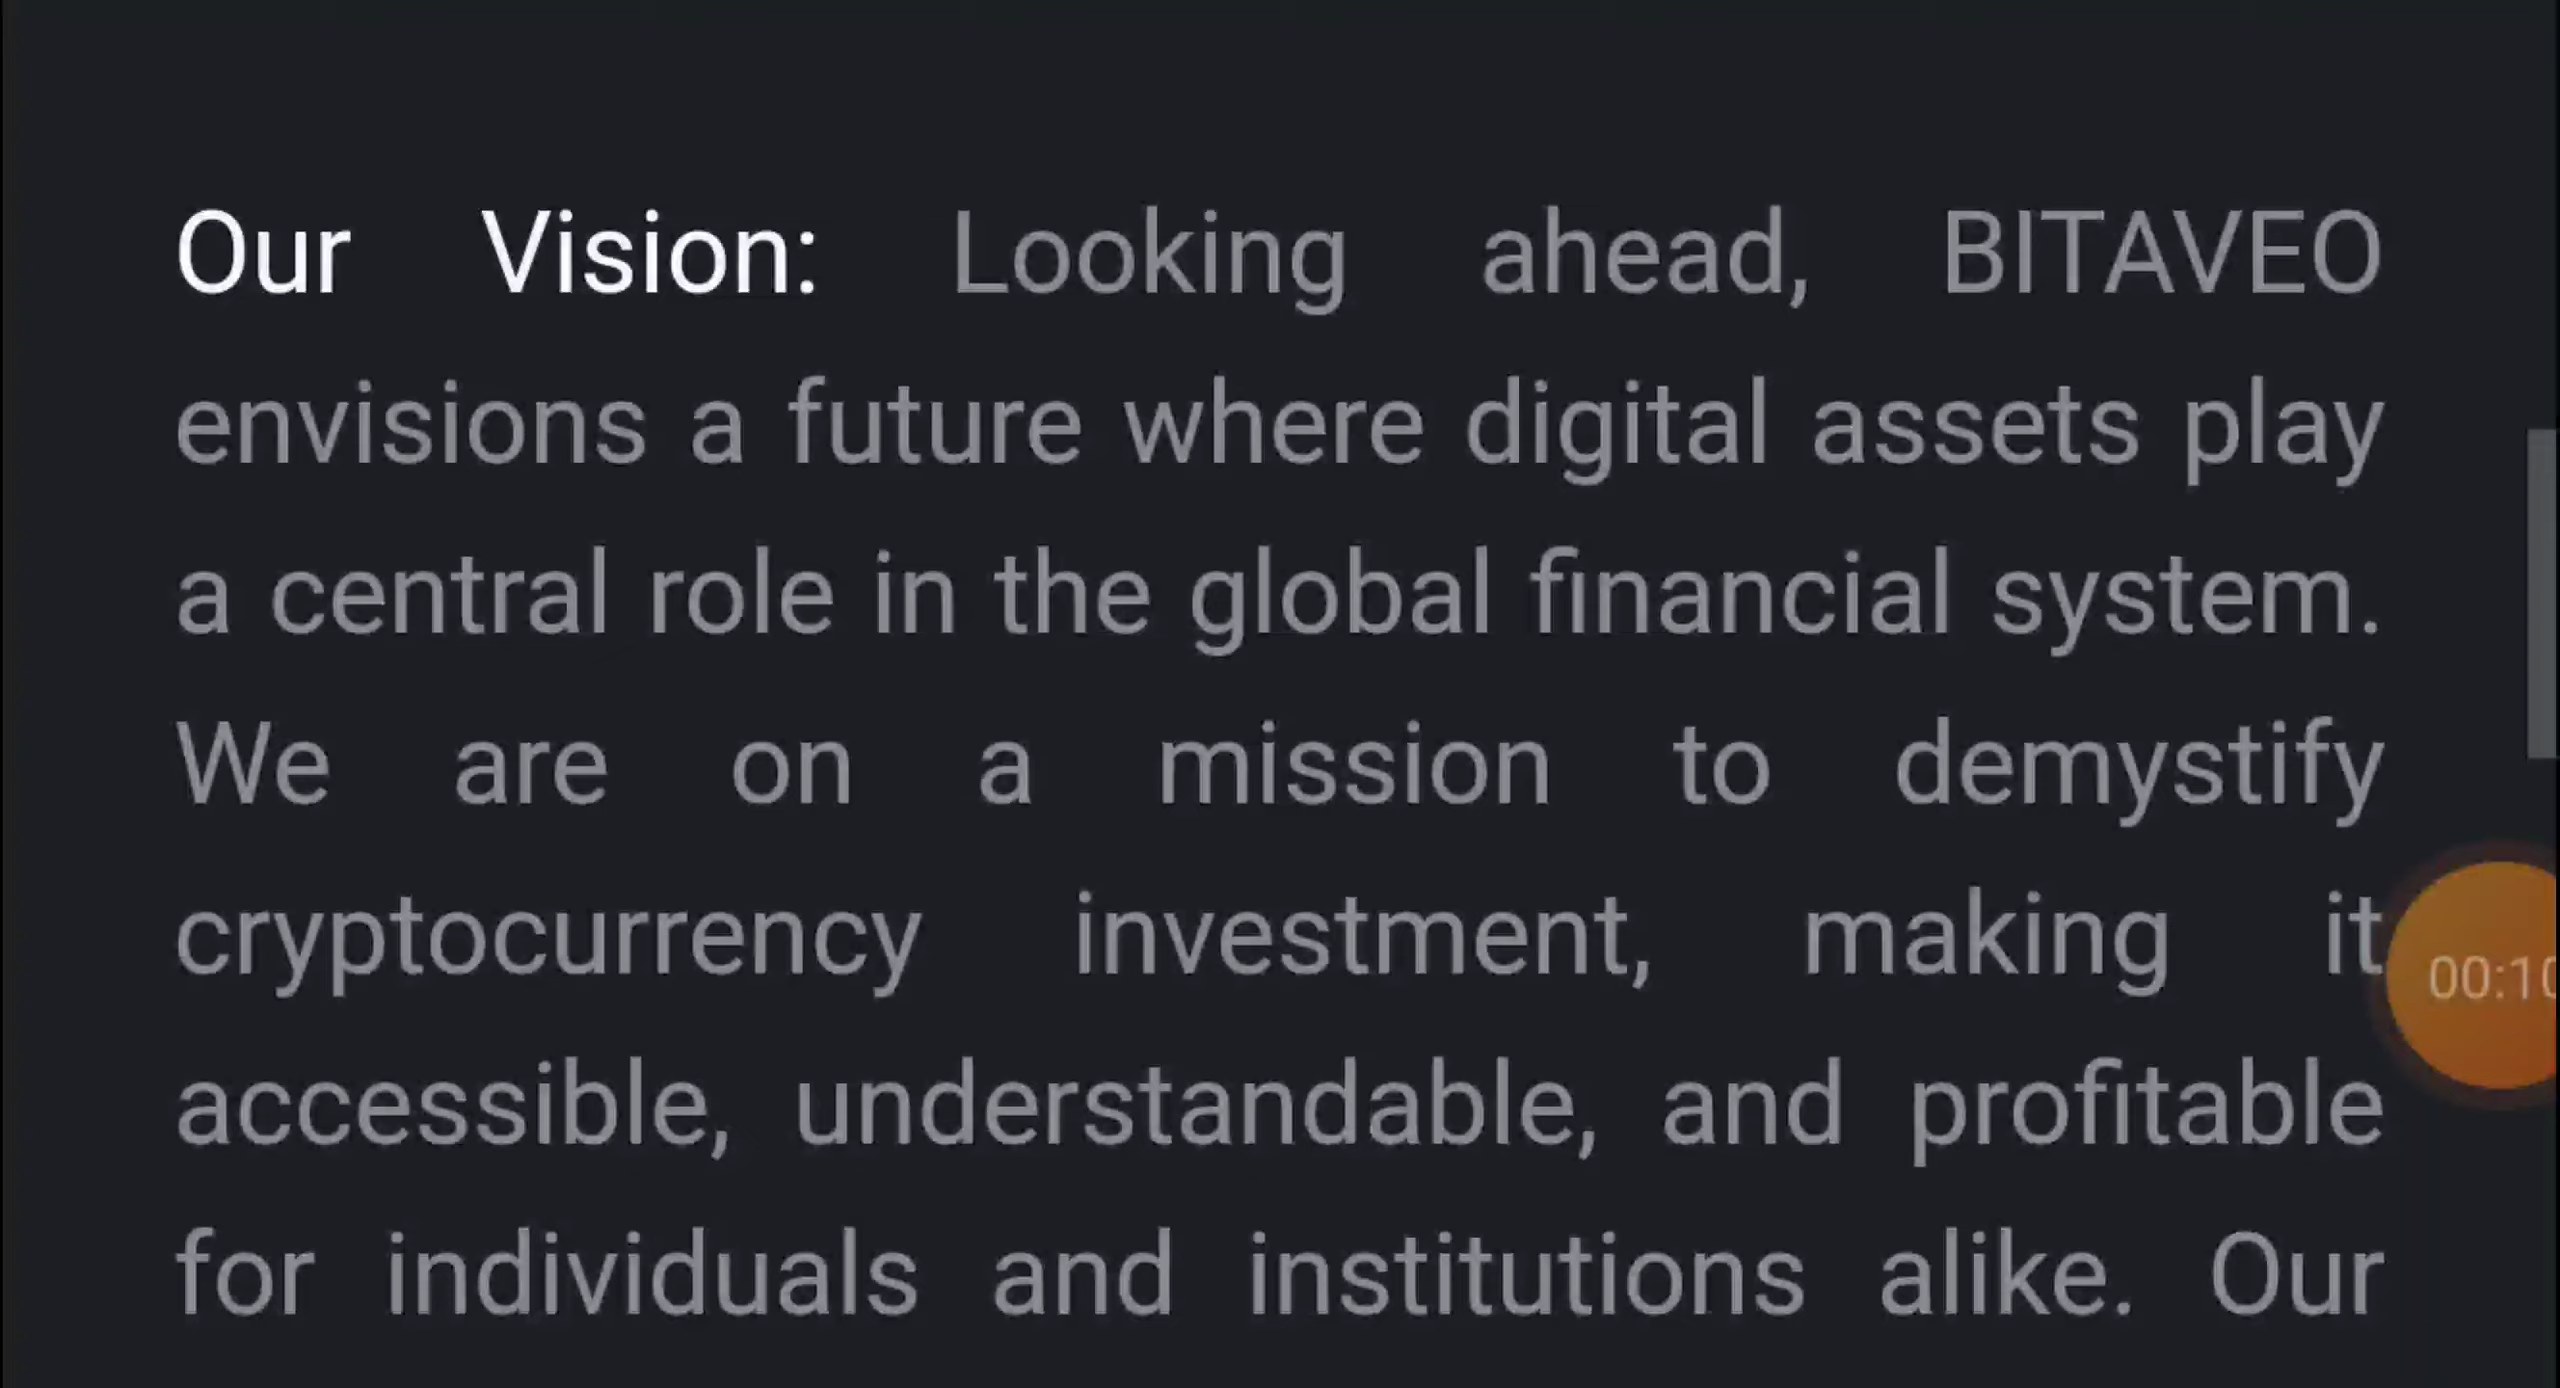 Our Vision: Looking ahead, BITAVEO
envisions a future where digital assets play
a central role in the global financial system.
We are on a mission to demystify
cryptocurrency investment, making it
00:10
accessible, understandable, and profitable
for individuals and institutions alike. Our